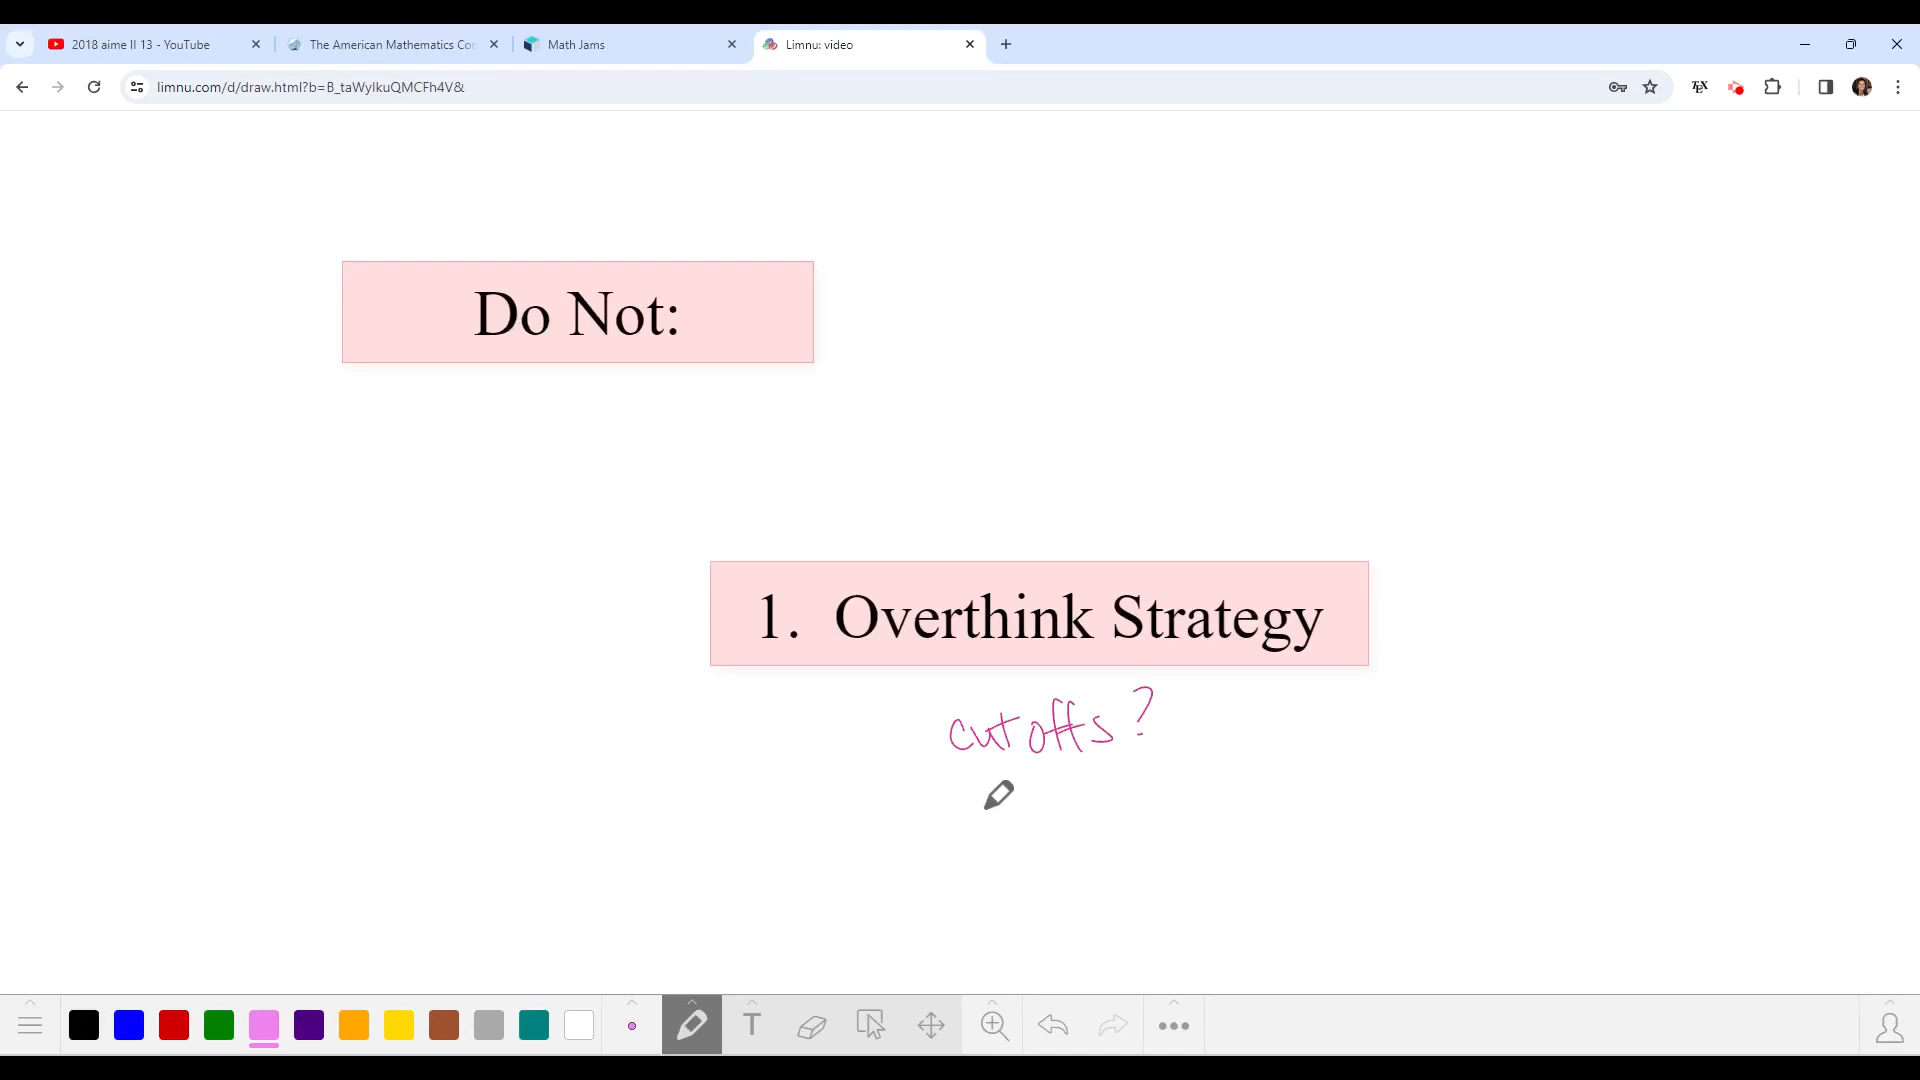 2018 aime II 13 - YouTube
The American Mathematics Con
Math Jams
Limnu: video
limnu.com/d/draw.html?b=B_taWylkuQMCFh4V&
TEX
Do Not:
1. Overthink Strategy
cutoffs?
T